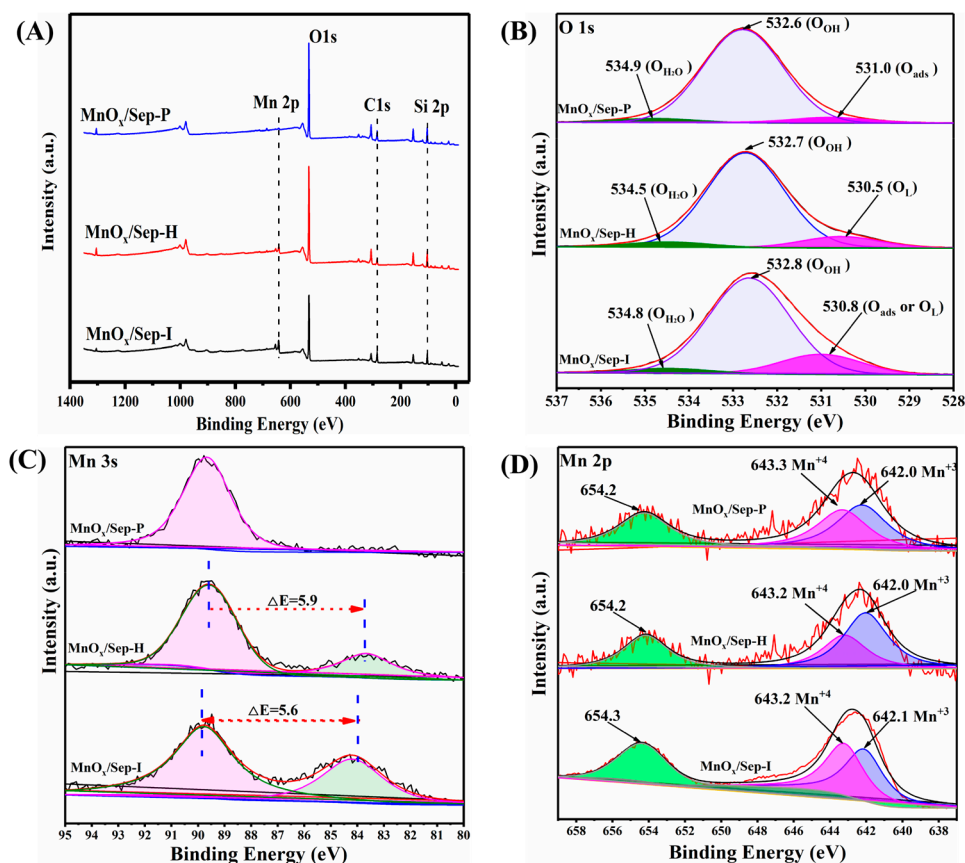 (A)
O1s
Mn 2p
C1s
Si 2p
MnOx/Sep-P
MnOx/Sep-H
MnOx/Sep-I
Intensity (a.u.)
1400 1200 1000 800 600 400 200 0
Binding Energy (eV)
(B)
O 1s
532.6 (OOH )
534.9 (OH2O )
531.0 (Oads )
MnOx/Sep-P
532.7 (OOH )
534.5 (OH2O )
530.5 (OL )
MnOx/Sep-H
532.8 (OOH )
534.8 (OH2O )
530.8 (Oads or OL)
MnOx/Sep-I
Intensity (a.u.)
537 536 535 534 533 532 531 530 529 528
Binding Energy (eV)
(C)
Mn 3s
MnOx/Sep-P
△E=5.9
MnOx/Sep-H
△E=5.6
MnOx/Sep-I
Intensity (a.u.)
95 94 93 92 91 90 89 88 87 86 85 84 83 82 81 80
Binding Energy (eV)
(D)
Mn 2p
643.3 Mn+4
642.0 Mn+3
654.2
MnOx/Sep-P
643.2 Mn+4
642.0 Mn+3
654.2
MnOx/Sep-H
643.2 Mn+4
642.1 Mn+3
654.3
MnOx/Sep-I
Intensity (a.u.)
658 656 654 652 650 648 646 644 642 640 638
Binding Energy (eV)